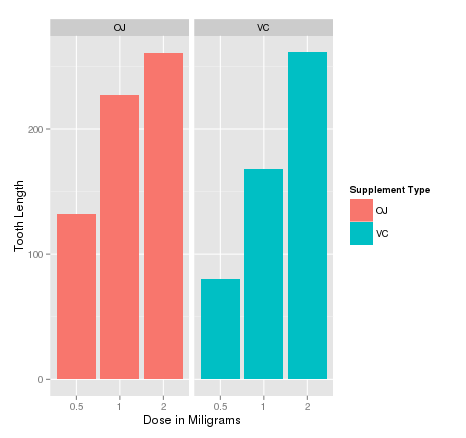 OJ VC
200
100
0
Tooth Length
0.5 1 2 0.5 1 2
Dose in Miligrams
Supplement Type
OJ
VC